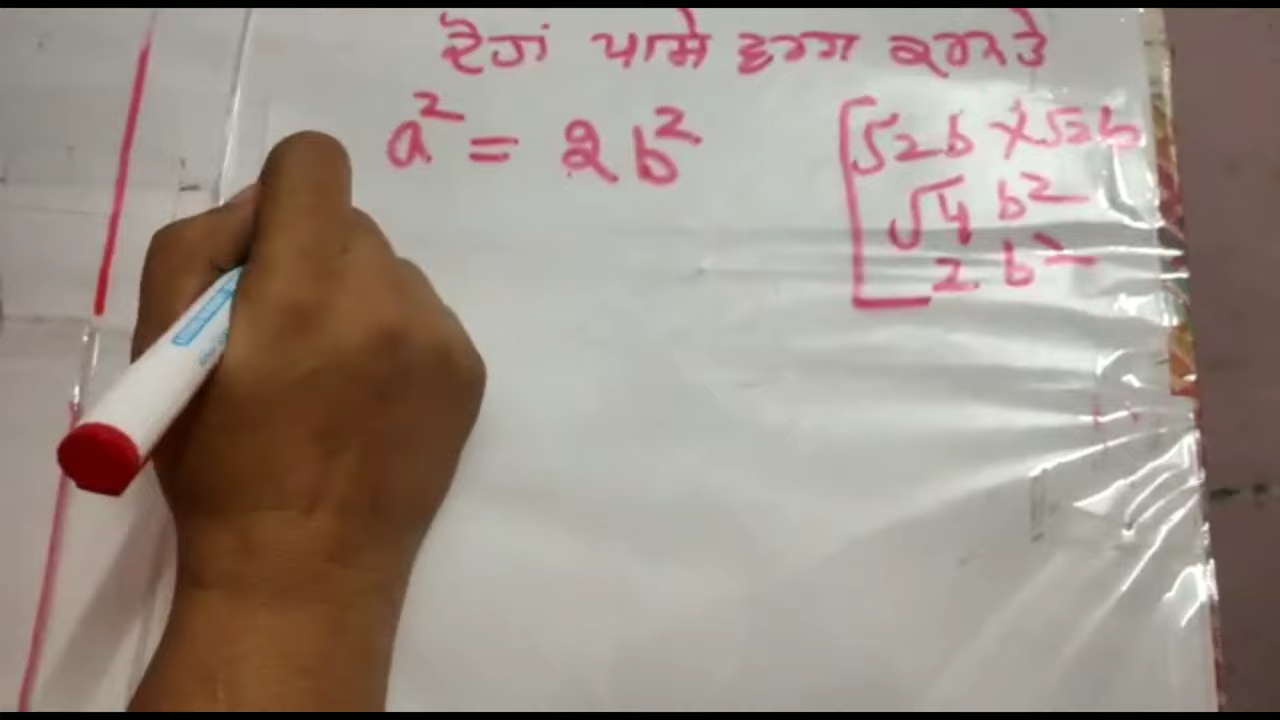 ਦੋਹਾਂ ਪਾਸੇ ਵਰਗ ਕਰਨ ਤੇ
a² = 2b²
√2b × √2b
√4 b²
2 b²